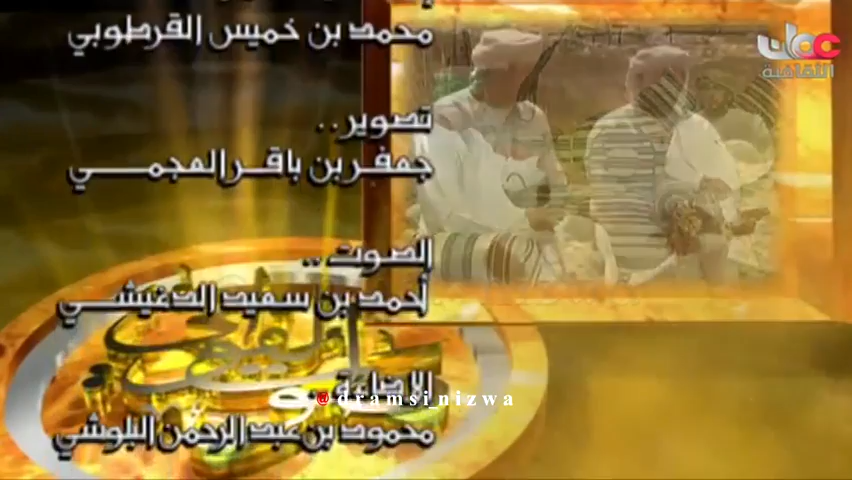 محمد بن خميس القرطوبي
عمان
الثقافية
تصوير..
جعفر بن باقر العجمي
الصوت ..
أحمد بن سعيد الدغيشي
الإضاءة ..
@dramsi_nizwa
محمود بن عبد الرحمن البلوشي